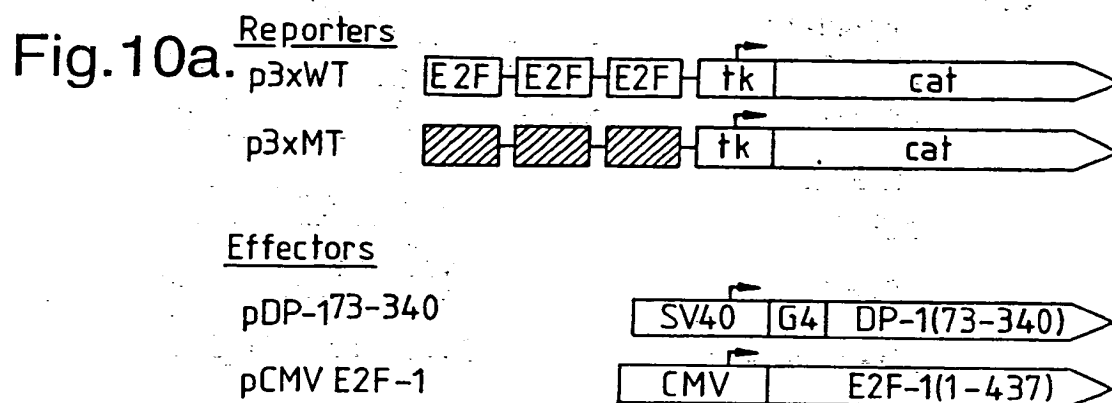 Fig.10a.
Reporters
p3xWT E2F E2F E2F tk cat
p3xMT tk cat
Effectors
pDP-1 73-340 SV40 G4 DP-1(73-340)
pCMV E2F-1 CMV E2F-1(1-437)